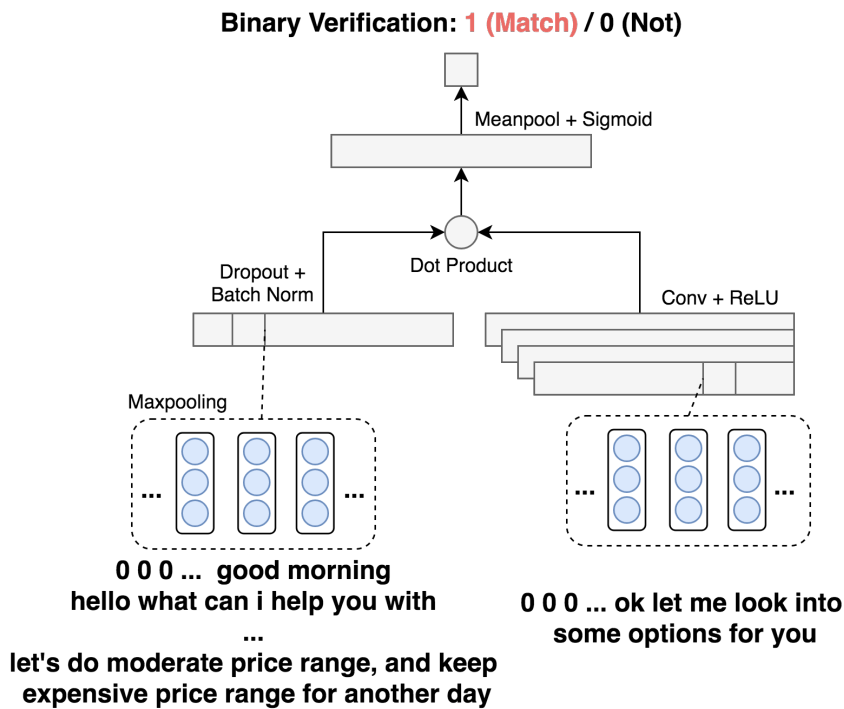 Binary Verification: 1 (Match) / 0 (Not)
Meanpool + Sigmoid
Dot Product
Dropout +
Batch Norm
Conv + ReLU
Maxpooling
... ...
... ...
0 0 0 ... good morning
hello what can i help you with
...
let's do moderate price range, and keep
expensive price range for another day
0 0 0 ... ok let me look into
some options for you